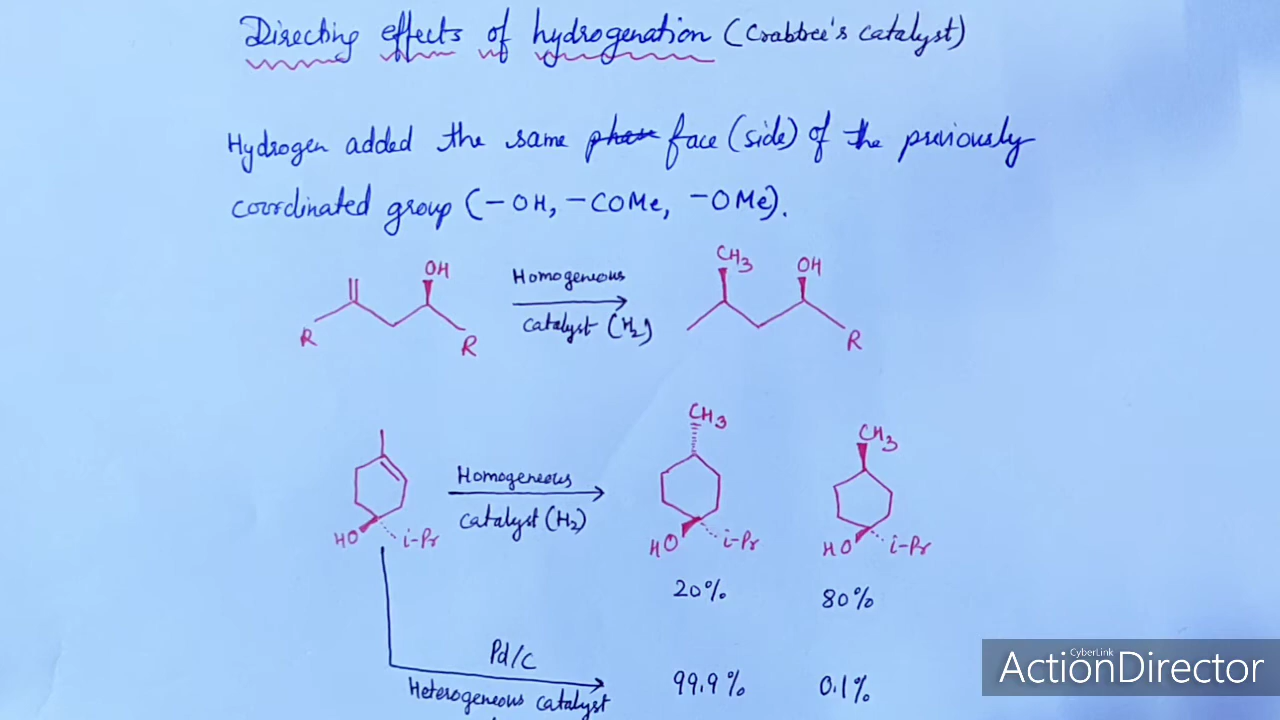 Directing effects of hydrogenation (Crabtree's catalyst)
Hydrogen added the same face (side) of the previously
coordinated group (-OH, -COMe, -OMe).
OH
Homogeneous
catalyst (H₂)
R
R
CH₃
OH
R
Homogeneous
catalyst (H₂)
HO
i-Pr
CH₃
HO
i-Pr
CH₃
HO
i-Pr
20%
80%
Pd/C
Heterogeneous catalyst
99.9%
0.1%
CyberLink
ActionDirector